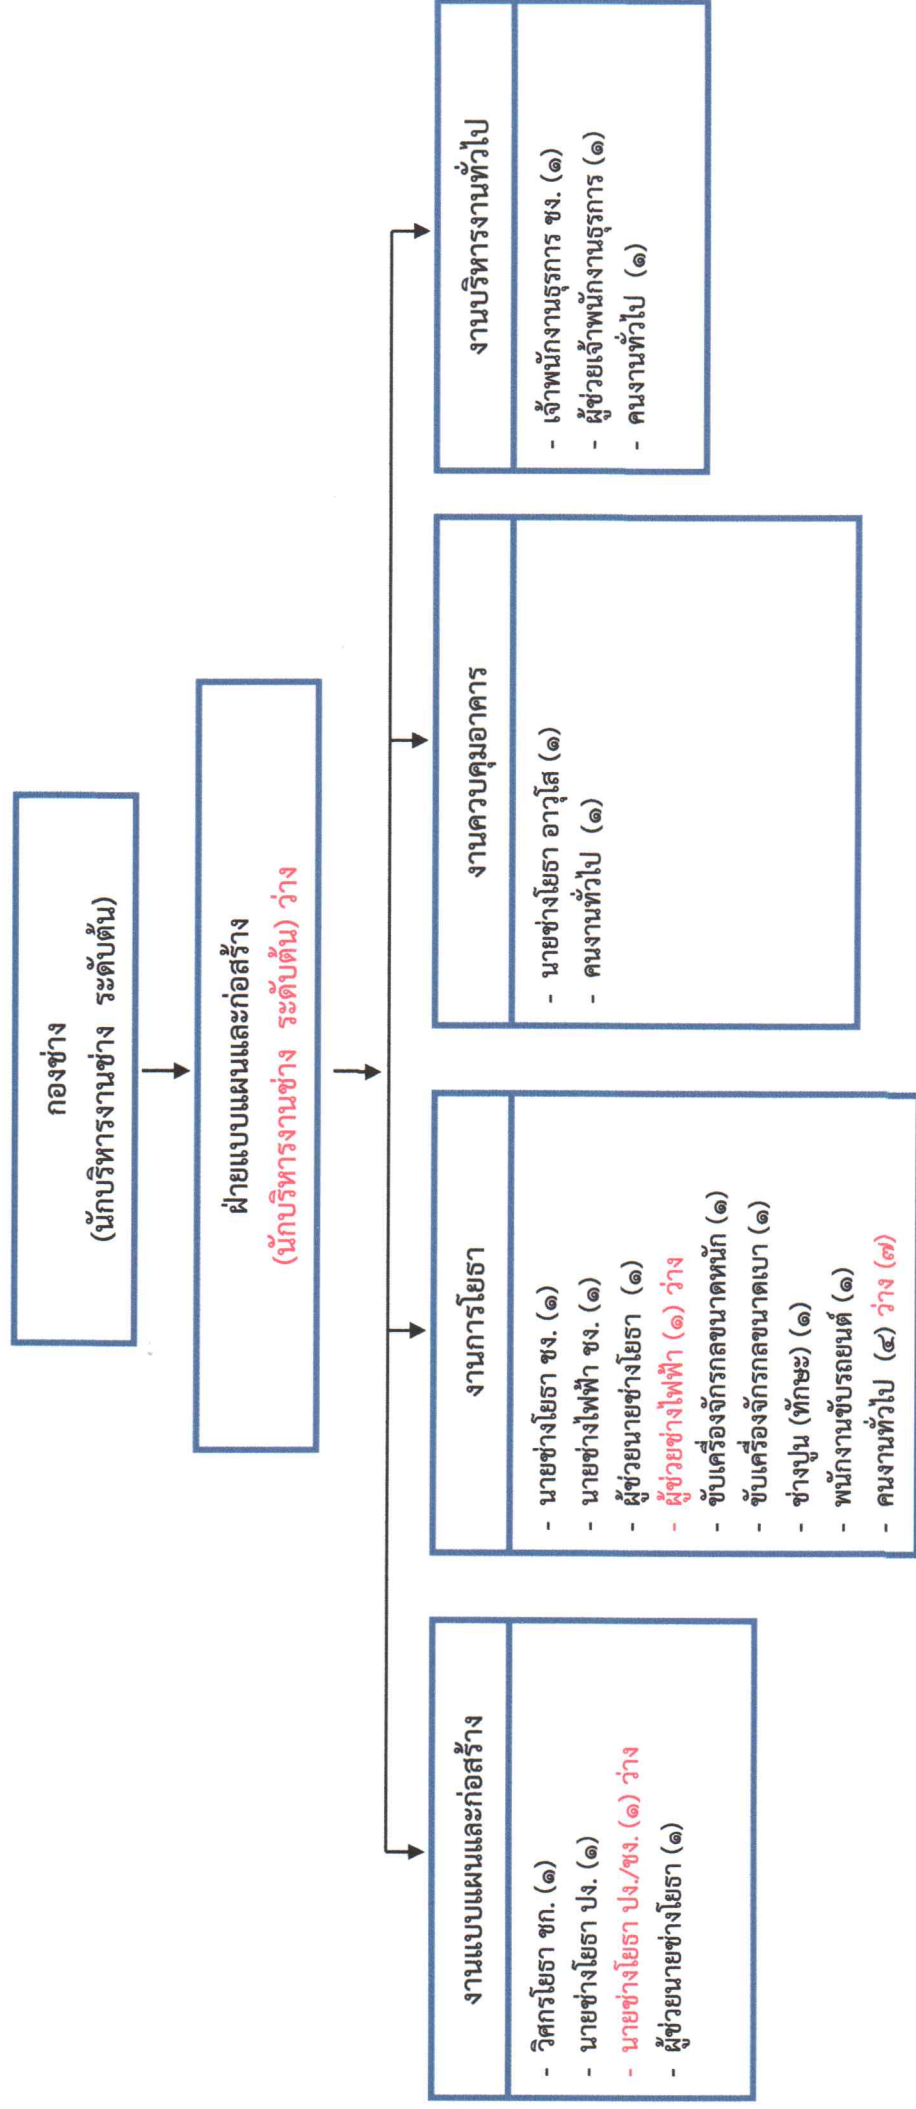 กองช่าง
(นักบริหารงานช่าง ระดับต้น)
ฝ่ายแบบแผนและก่อสร้าง
(นักบริหารงานช่าง ระดับต้น) ว่าง
งานแบบแผนและก่อสร้าง
- วิศกรโยธา ชก. (๑)
- นายช่างโยธา ปง. (๑)
- นายช่างโยธา ปง./ชง. (๑) ว่าง
- ผู้ช่วยนายช่างโยธา (๑)
งานการโยธา
- นายช่างโยธา ชง. (๑)
- นายช่างไฟฟ้า ชง. (๑)
- ผู้ช่วยนายช่างโยธา (๑)
- ผู้ช่วยช่างไฟฟ้า (๑) ว่าง
- ขับเครื่องจักรกลขนาดหนัก (๑)
- ขับเครื่องจักรกลขนาดเบา (๑)
- ช่างปูน (ทักษะ) (๑)
- พนักงานขับรถยนต์ (๑)
- คนงานทั่วไป (๔) ว่าง (๗)
งานควบคุมอาคาร
- นายช่างโยธา อาวุโส (๑)
- คนงานทั่วไป (๑)
งานบริหารงานทั่วไป
- เจ้าพนักงานธุรการ ชง. (๑)
- ผู้ช่วยเจ้าพนักงานธุรการ (๑)
- คนงานทั่วไป (๑)